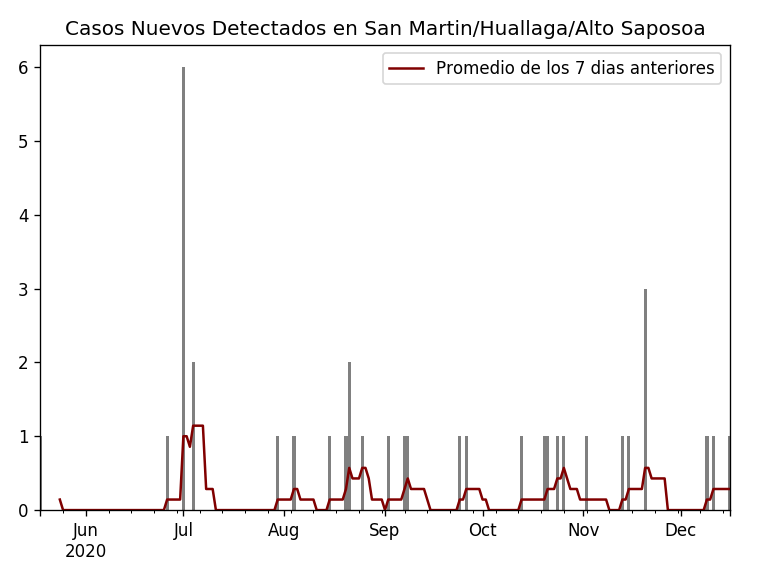 Casos Nuevos Detectados en San Martin/Huallaga/Alto Saposoa
Promedio de los 7 dias anteriores
6
5
4
3
2
1
0
Jun Jul Aug Sep Oct Nov Dec
2020